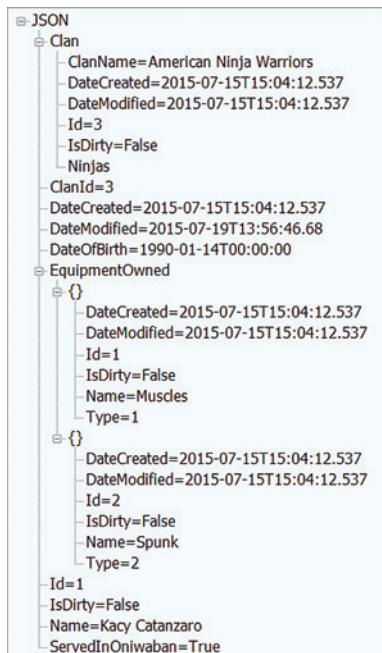 JSON
Clan
ClanName=American Ninja Warriors
DateCreated=2015-07-15T15:04:12.537
DateModified=2015-07-15T15:04:12.537
Id=3
IsDirty=False
Ninjas
ClanId=3
DateCreated=2015-07-15T15:04:12.537
DateModified=2015-07-19T13:56:46.68
DateOfBirth=1990-01-14T00:00:00
EquipmentOwned
{}
DateCreated=2015-07-15T15:04:12.537
DateModified=2015-07-15T15:04:12.537
Id=1
IsDirty=False
Name=Muscles
Type=1
{}
DateCreated=2015-07-15T15:04:12.537
DateModified=2015-07-15T15:04:12.537
Id=2
IsDirty=False
Name=Spunk
Type=2
Id=1
IsDirty=False
Name=Kacy Catanzaro
ServedInOniwaban=True